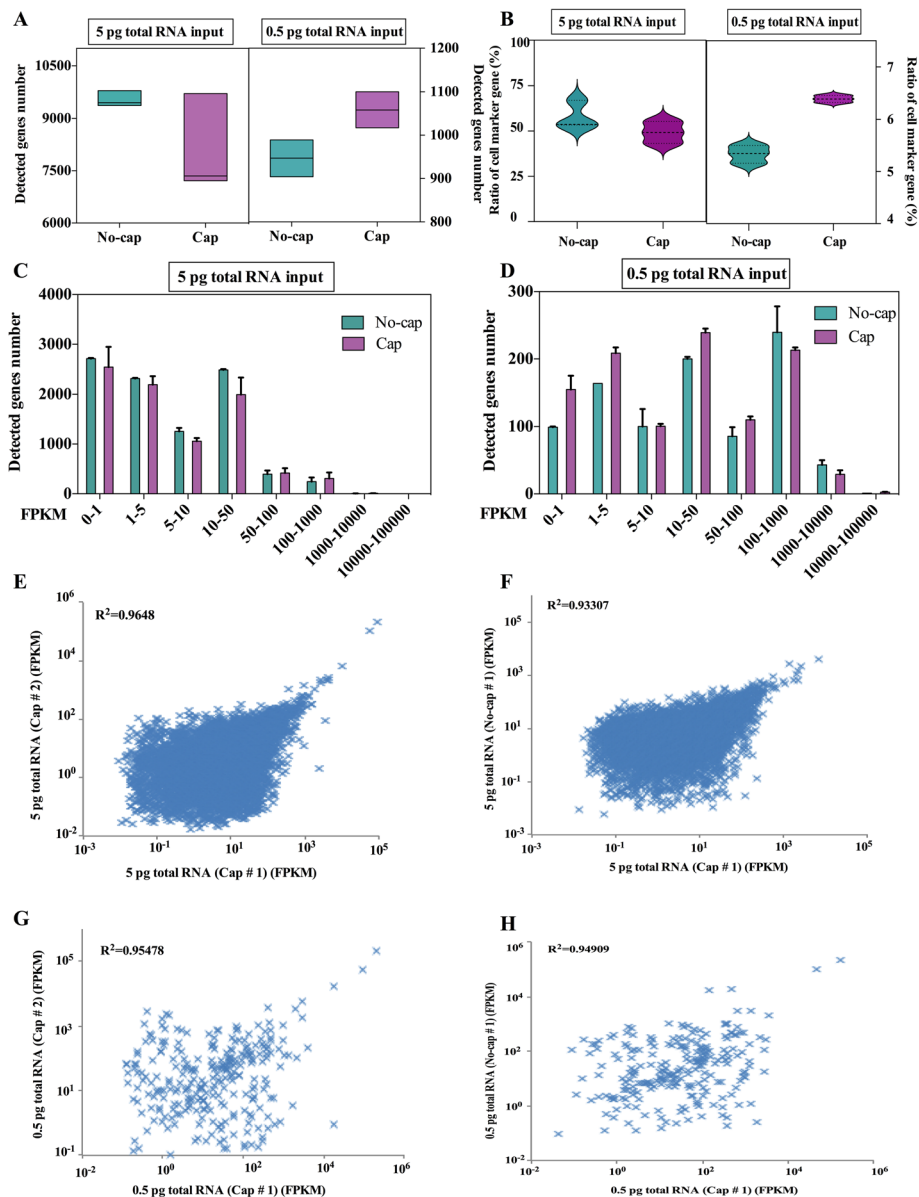 A
5 pg total RNA input
0.5 pg total RNA input
Detected genes number
10500
9000
7500
6000
1200
1100
1000
900
800
Detected genes number
No-cap
Cap
No-cap
Cap
B
5 pg total RNA input
0.5 pg total RNA input
Ratio of cell marker gene (%)
100
75
50
25
0
7
6
5
4
Ratio of cell marker gene (%)
No-cap
Cap
No-cap
Cap
C
5 pg total RNA input
Detected genes number
4000
3000
2000
1000
0
No-cap
Cap
FPKM
0-1
1-5
5-10
10-50
50-100
100-1000
1000-10000
10000-100000
D
0.5 pg total RNA input
Detected genes number
300
200
100
0
No-cap
Cap
FPKM
0-1
1-5
5-10
10-50
50-100
100-1000
1000-10000
10000-100000
E
R²=0.9648
5 pg total RNA (Cap # 2) (FPKM)
10⁶
10⁴
10²
10⁰
10⁻²
10⁻³
10⁻¹
10¹
10³
10⁵
5 pg total RNA (Cap # 1) (FPKM)
F
R²=0.93307
5 pg total RNA (No-cap # 1) (FPKM)
10⁵
10³
10¹
10⁻¹
10⁻³
10⁻³
10⁻¹
10¹
10³
10⁵
5 pg total RNA (Cap # 1) (FPKM)
G
R²=0.95478
0.5 pg total RNA (Cap # 2) (FPKM)
10⁵
10³
10¹
10⁻¹
10⁻²
10⁰
10²
10⁴
10⁶
0.5 pg total RNA (Cap # 1) (FPKM)
H
R²=0.94909
0.5 pg total RNA (No-cap # 1) (FPKM)
10⁶
10⁴
10²
10⁰
10⁻²
10⁻²
10⁰
10²
10⁴
10⁶
0.5 pg total RNA (Cap # 1) (FPKM)